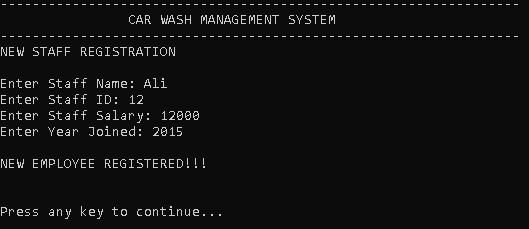 -----------------------------------------------------------------
CAR WASH MANAGEMENT SYSTEM
-----------------------------------------------------------------
NEW STAFF REGISTRATION
Enter Staff Name: Ali
Enter Staff ID: 12
Enter Staff Salary: 12000
Enter Year Joined: 2015
NEW EMPLOYEE REGISTERED!!!
Press any key to continue...